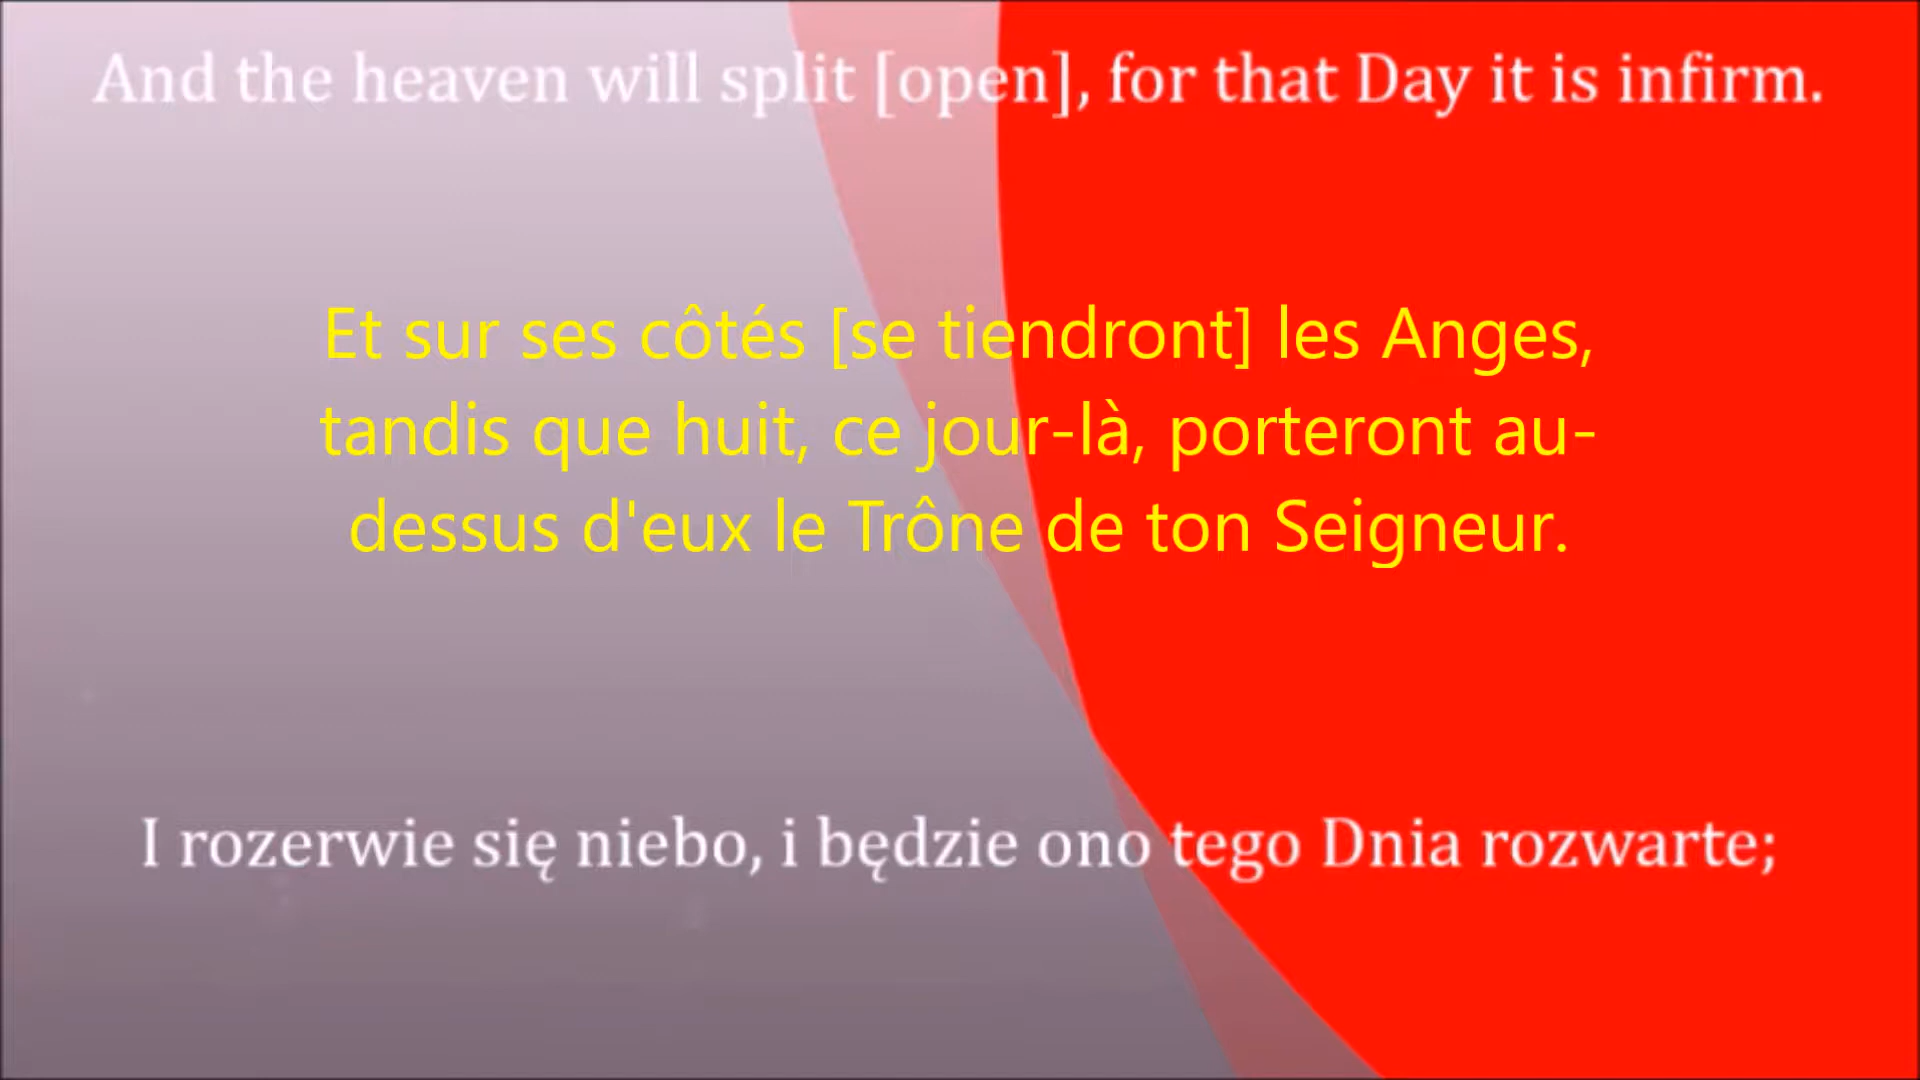 And the heaven will split [open], for that Day it is infirm.
Et sur ses côtés [se tiendront] les Anges,
tandis que huit, ce jour-là, porteront au-
dessus d'eux le Trône de ton Seigneur.
I rozerwie się niebo, i będzie ono tego Dnia rozwarte;